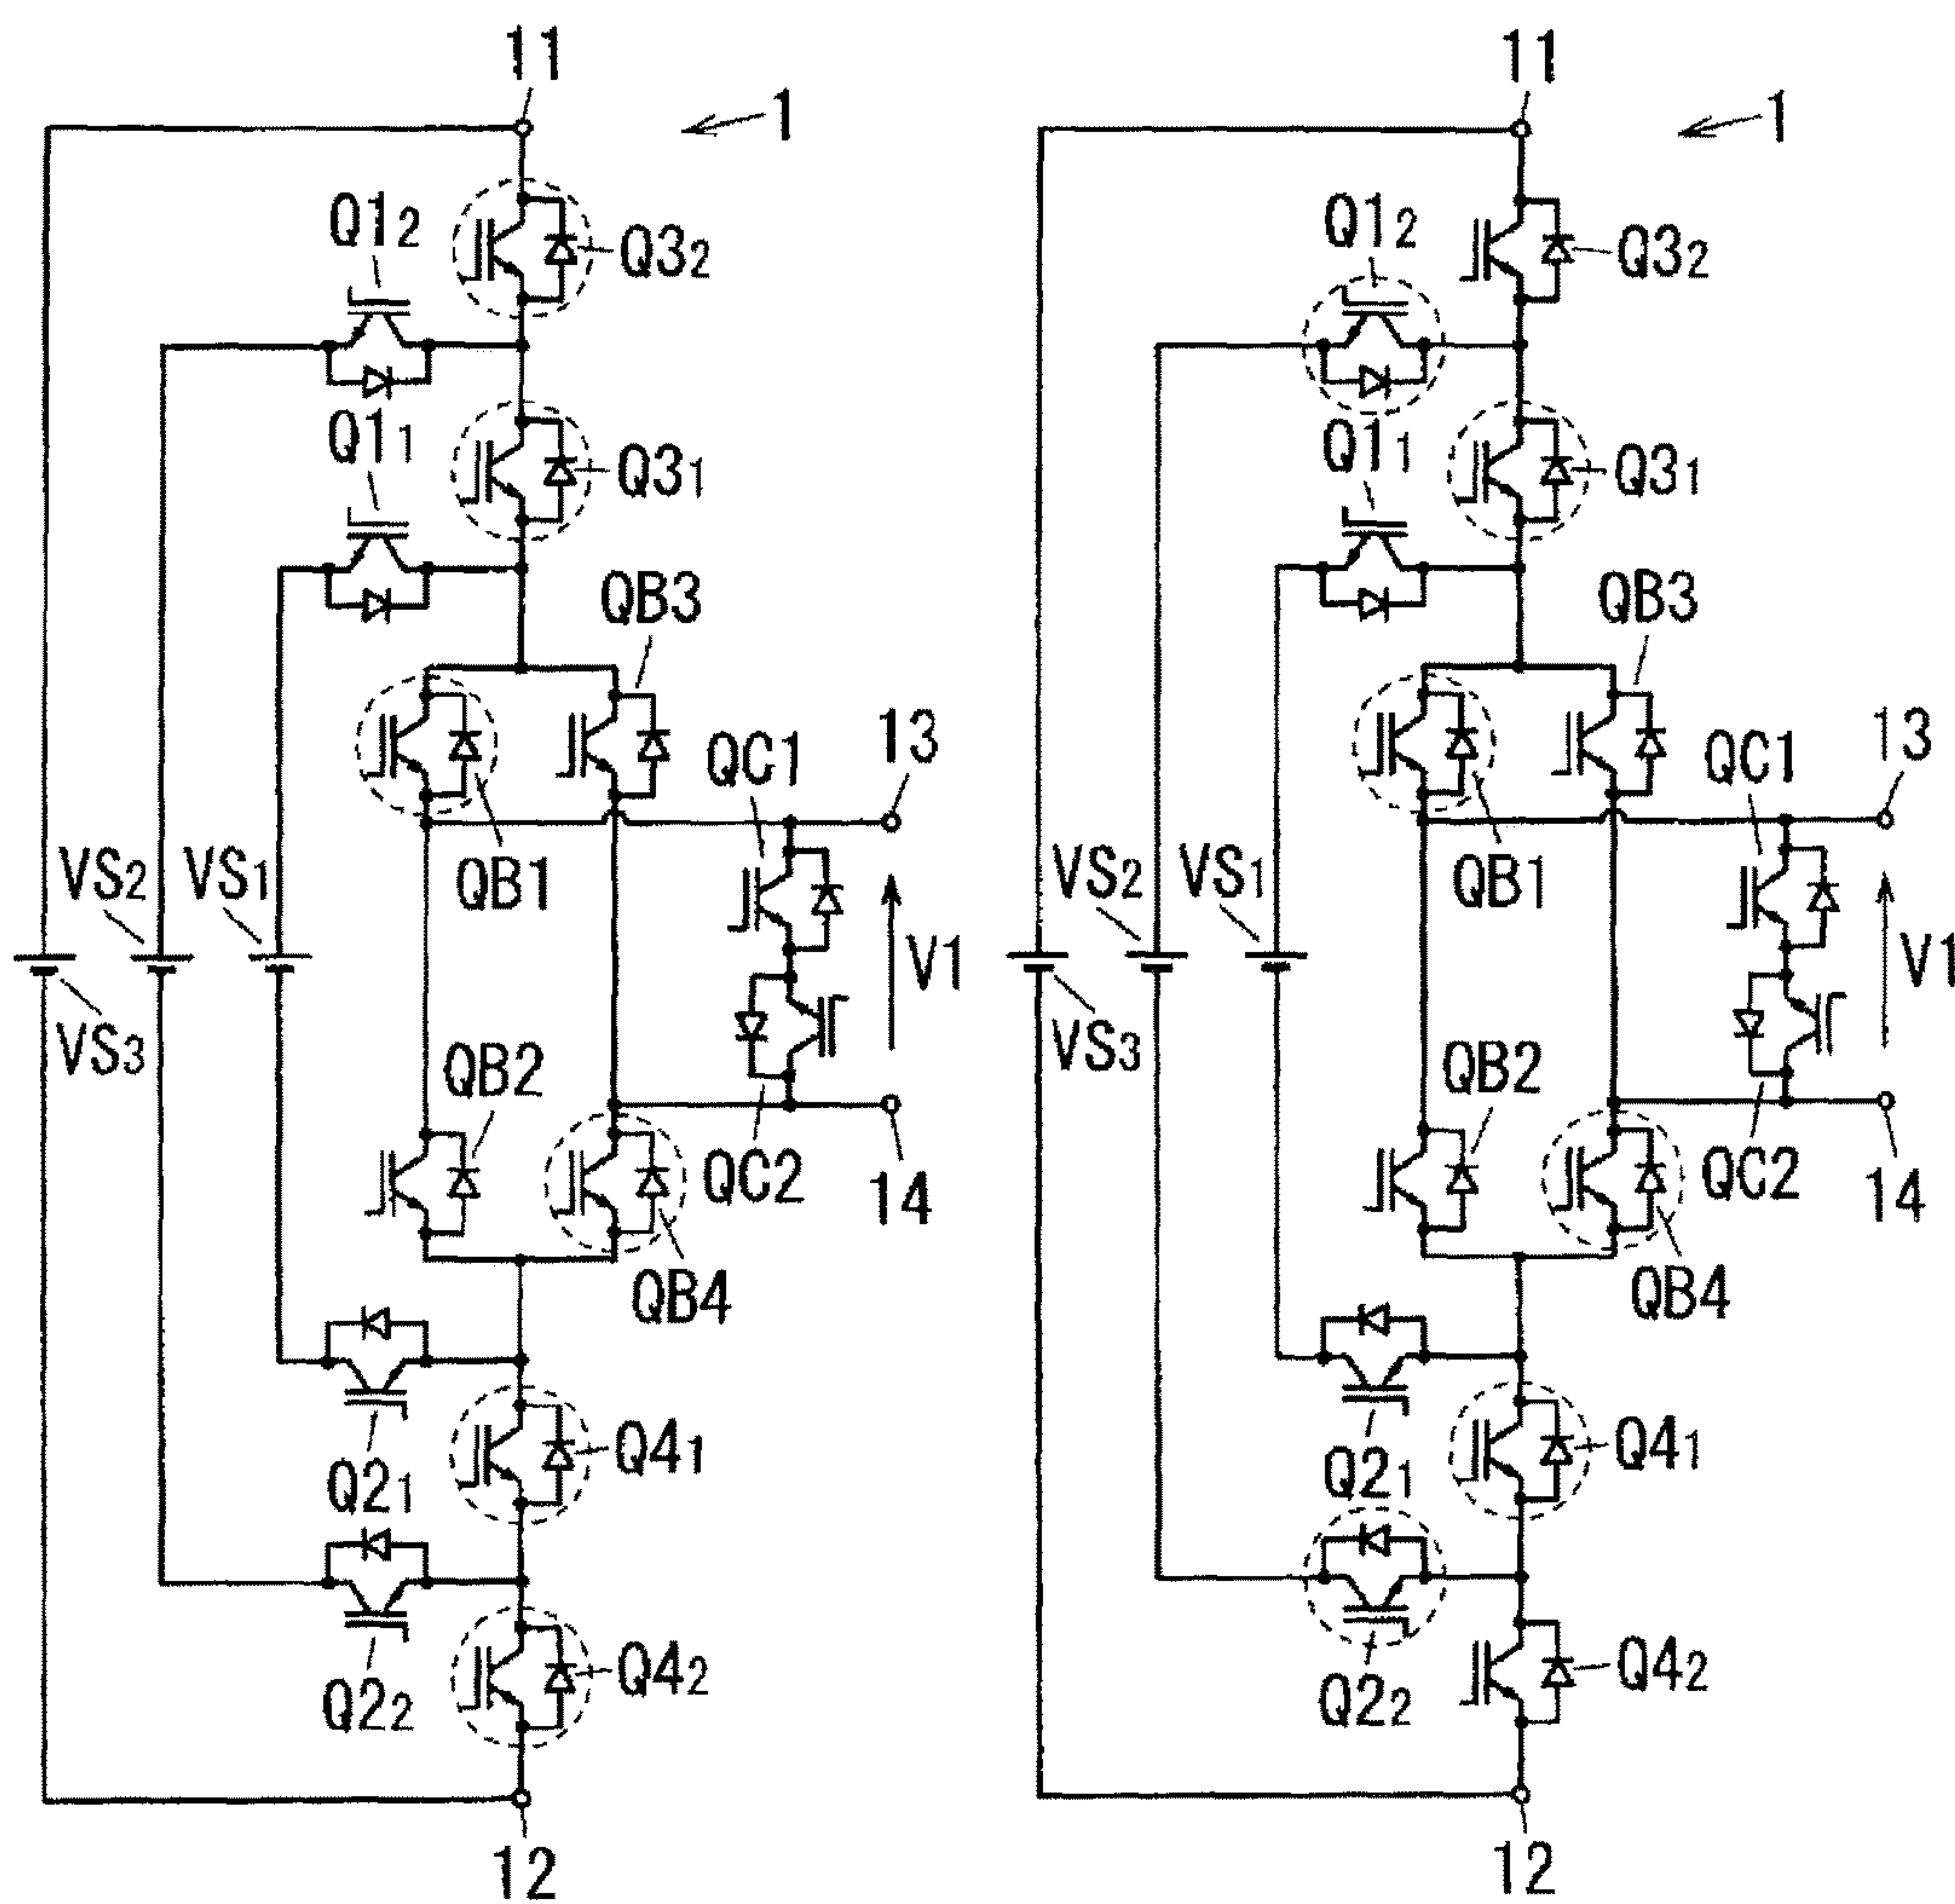 11
1
Q1₂
Q3₂
Q1₁
Q3₁
QB3
QC1
13
VS₂
VS₁
QB1
V1
VS₃
QB2
QC2
14
QB4
Q2₁
Q4₁
Q2₂
Q4₂
12
11
1
Q1₂
Q3₂
Q1₁
Q3₁
QB3
QC1
13
VS₂
VS₁
QB1
V1
VS₃
QB2
QC2
14
QB4
Q2₁
Q4₁
Q2₂
Q4₂
12